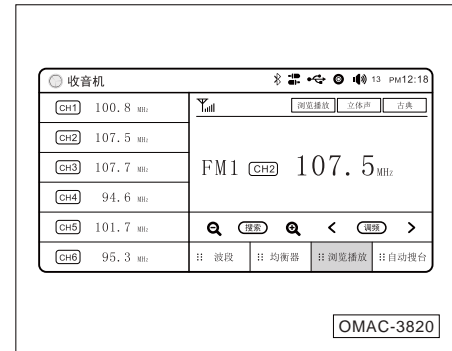 收音机 13 PM12:18
CH1 100.8 MHz
CH2 107.5 MHz
CH3 107.7 MHz
CH4 94.6 MHz
CH5 101.7 MHz
CH6 95.3 MHz
浏览播放 立体声 古典
FM1 CH2 107.5 MHz
搜索 < 调频 >
波段 均衡器 浏览播放 自动搜台
OMAC-3820